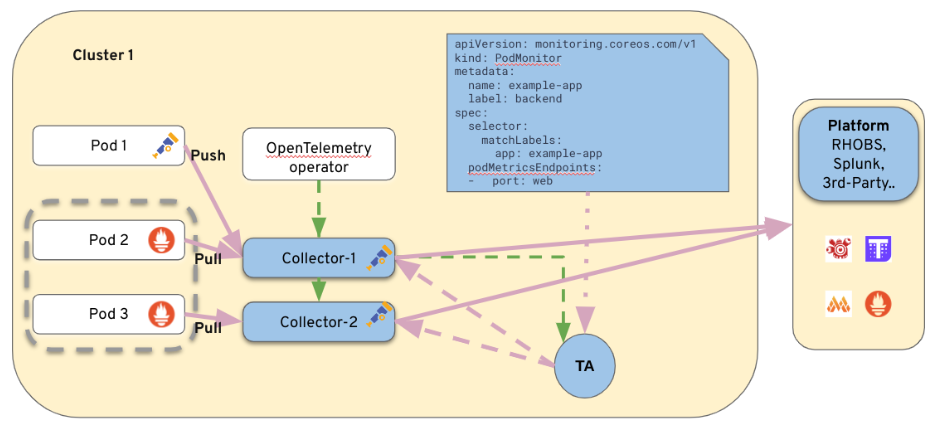 Cluster 1
apiVersion: monitoring.coreos.com/v1
kind: PodMonitor
metadata:
  name: example-app
  label: backend
spec:
  selector:
    matchLabels:
      app: example-app
  podMetricsEndpoints:
  -   port: web
Pod 1
Push
OpenTelemetry
operator
Pod 2
Pull
Collector-1
Pod 3
Pull
Collector-2
TA
Platform
RHOBS,
Splunk,
3rd-Party..